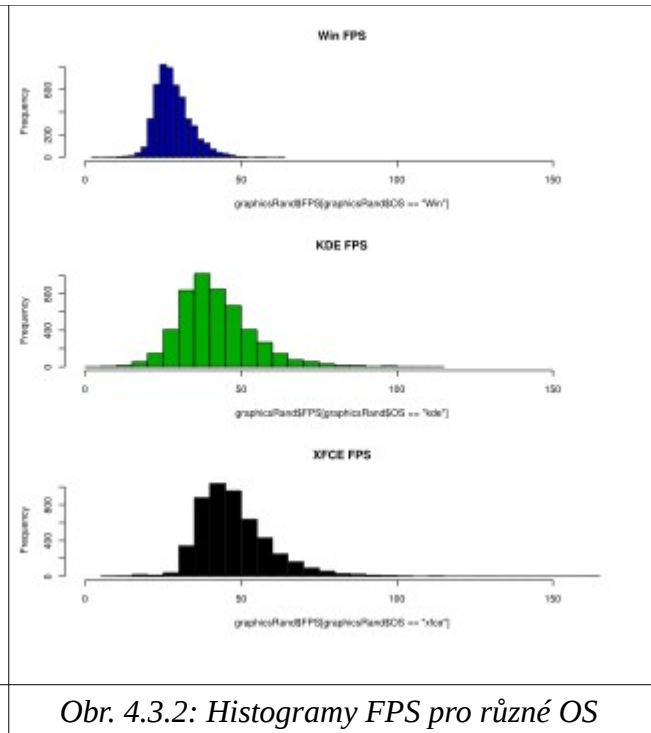 Win FPS
Frequency
600
200
0
0 50 100 150
graphicsRand$FPS[graphicsRand$OS == "Win"]
KDE FPS
Frequency
800
400
0
0 50 100 150
graphicsRand$FPS[graphicsRand$OS == "kde"]
XFCE FPS
Frequency
800
400
0
0 50 100 150
graphicsRand$FPS[graphicsRand$OS == "xfce"]
Obr. 4.3.2: Histogramy FPS pro různé OS